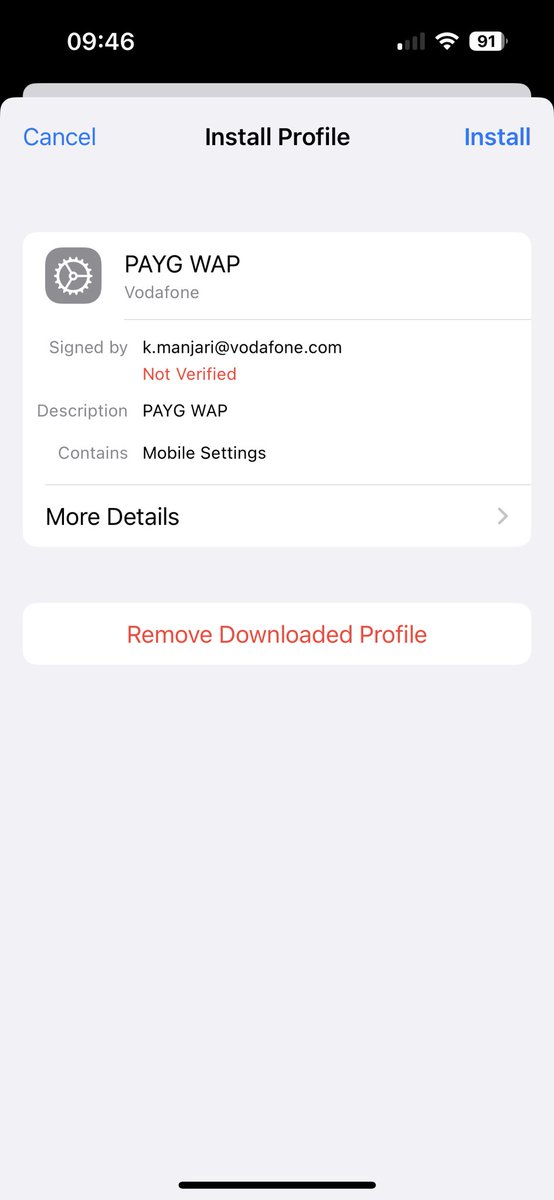 09:46
91
Cancel
Install Profile
Install
PAYG WAP
Vodafone
Signed by k.manjari@vodafone.com
Not Verified
Description PAYG WAP
Contains Mobile Settings
More Details
Remove Downloaded Profile